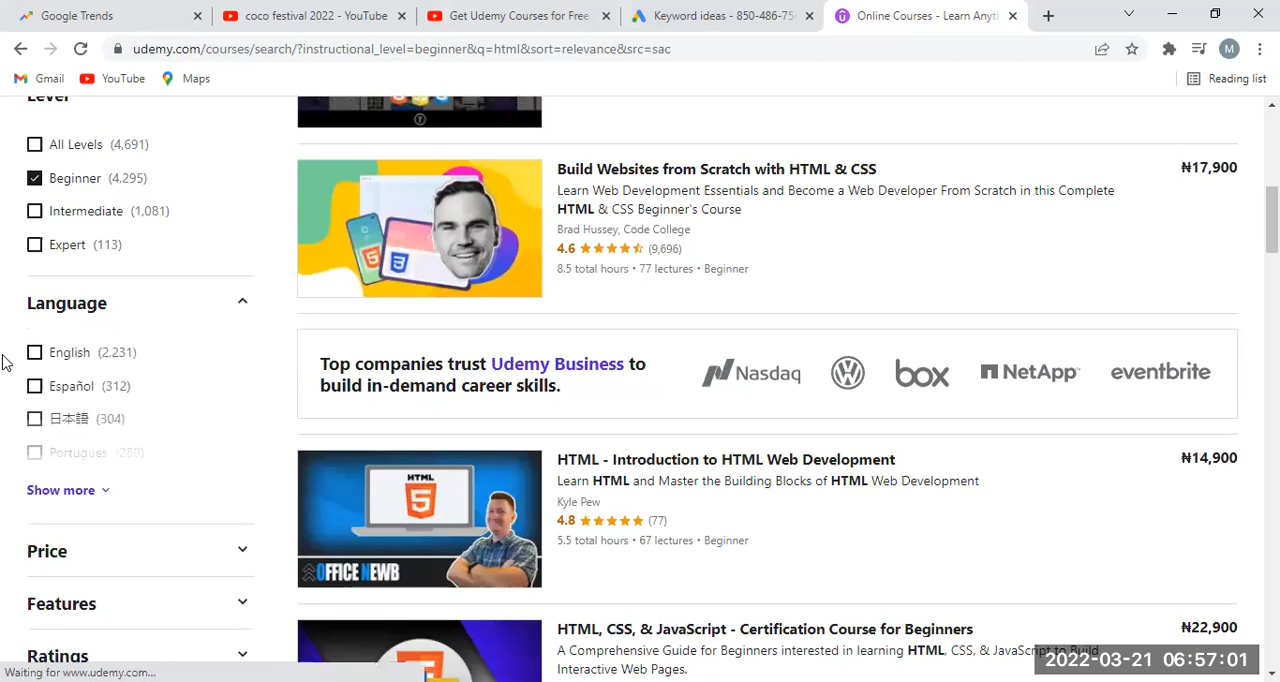 Google Trends
coco festival 2022 - YouTube
Get Udemy Courses for Free
Keyword ideas - 850-486-75
Online Courses - Learn Anyt
udemy.com/courses/search/?instructional_level=beginner&q=html&sort=relevance&src=sac
M
Gmail
YouTube
Maps
Reading list
Level
All Levels (4,691)
Beginner (4,295)
Intermediate (1,081)
Expert (113)
Language
English (2,231)
Español (312)
日本語 (304)
Portugues (280)
Show more
Price
Features
Ratings
Build Websites from Scratch with HTML & CSS
₦17,900
Learn Web Development Essentials and Become a Web Developer From Scratch in this Complete
HTML & CSS Beginner's Course
Brad Hussey, Code College
4.6 (9,696)
8.5 total hours • 77 lectures • Beginner
Top companies trust Udemy Business to
build in-demand career skills.
Nasdaq
box
NetApp
eventbrite
HTML
5
OFFICE NEWB
HTML - Introduction to HTML Web Development
₦14,900
Learn HTML and Master the Building Blocks of HTML Web Development
Kyle Pew
4.8 (77)
5.5 total hours • 67 lectures • Beginner
HTML, CSS, & JavaScript - Certification Course for Beginners
₦22,900
A Comprehensive Guide for Beginners interested in learning HTML, CSS, & JavaScript to Build
Interactive Web Pages.
Waiting for www.udemy.com...
2022-03-21 06:57:01